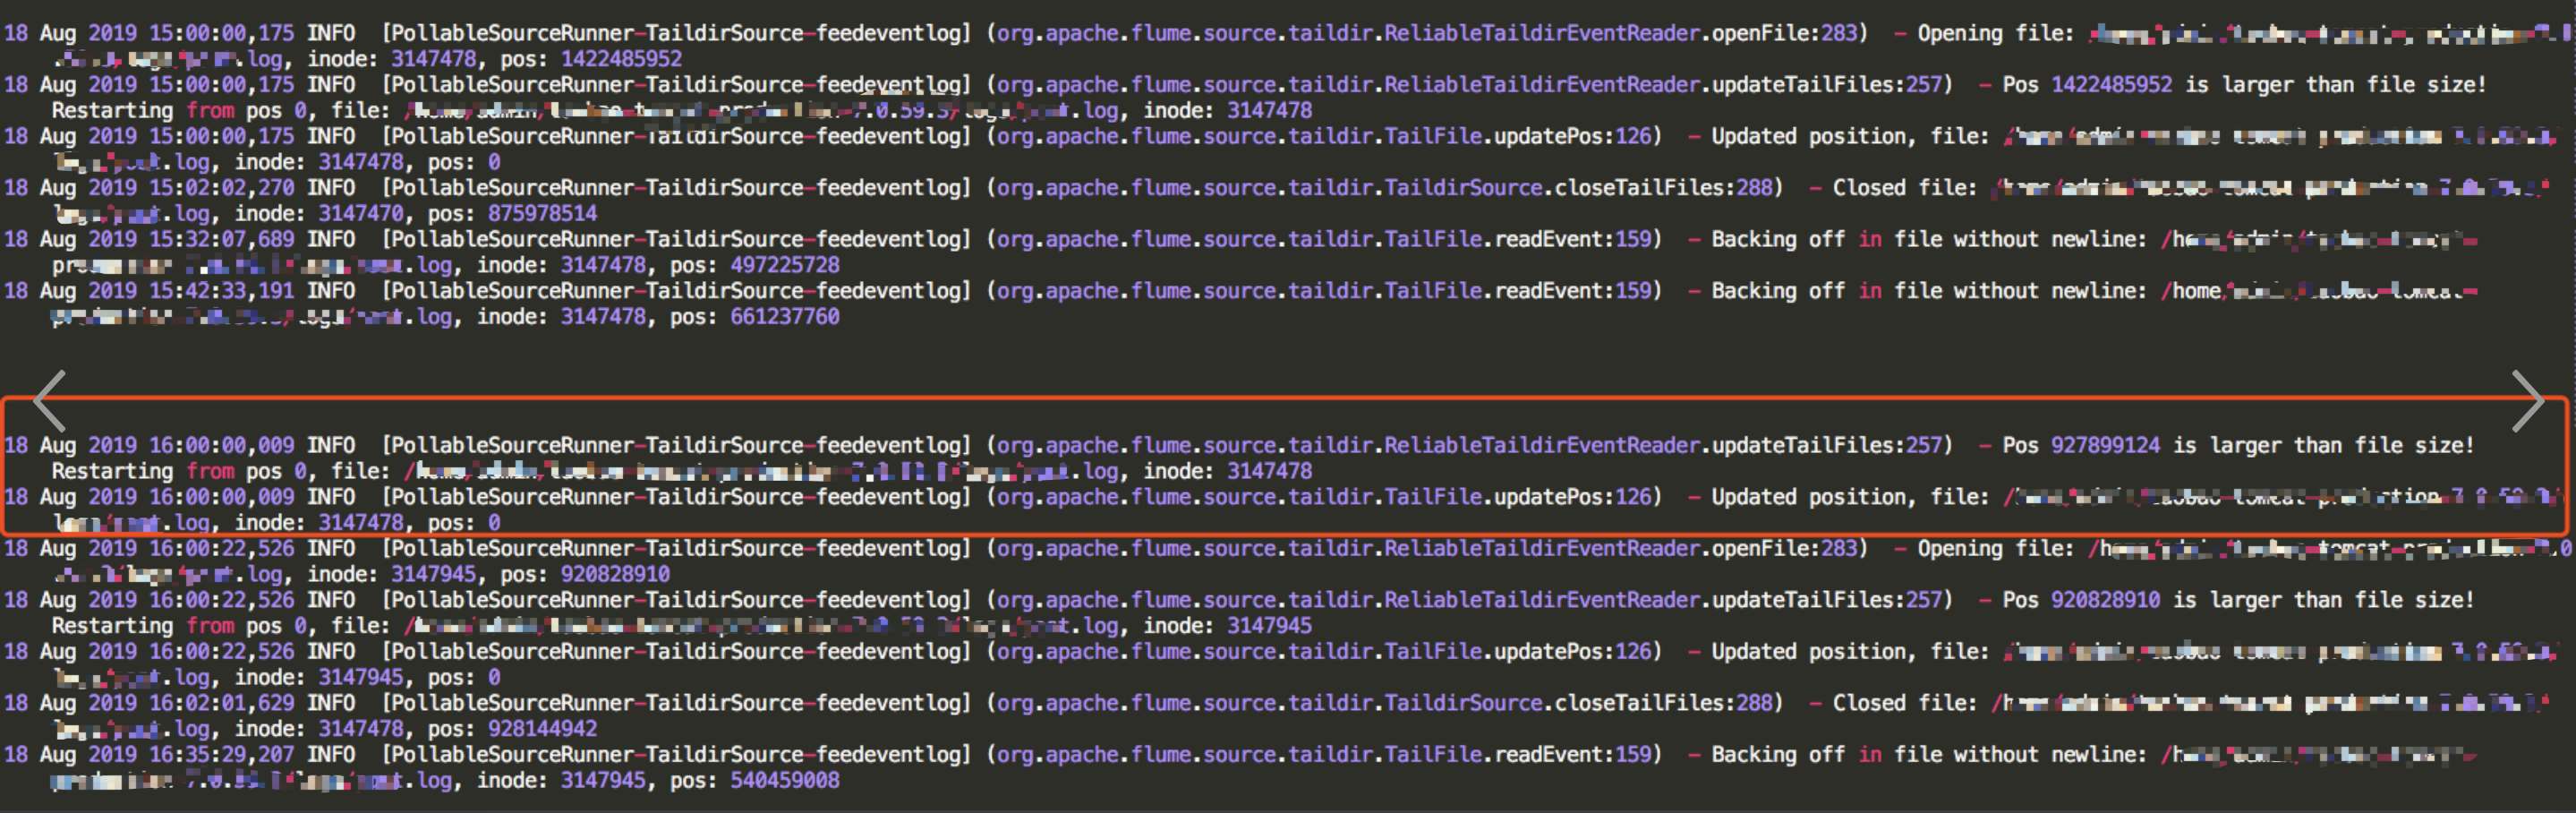 18 Aug 2019 15:00:00,175 INFO [PollableSourceRunner-TaildirSource-feedeventlog] (org.apache.flume.source.taildir.ReliableTaildirEventReader.openFile:283) - Opening file:
.log, inode: 3147478, pos: 1422485952
18 Aug 2019 15:00:00,175 INFO [PollableSourceRunner-TaildirSource-feedeventlog] (org.apache.flume.source.taildir.ReliableTaildirEventReader.updateTailFiles:257) - Pos 1422485952 is larger than file size!
Restarting from pos 0, file: .log, inode: 3147478
18 Aug 2019 15:00:00,175 INFO [PollableSourceRunner-TaildirSource-feedeventlog] (org.apache.flume.source.taildir.TailFile.updatePos:126) - Updated position, file:
.log, inode: 3147478, pos: 0
18 Aug 2019 15:02:02,270 INFO [PollableSourceRunner-TaildirSource-feedeventlog] (org.apache.flume.source.taildir.TaildirSource.closeTailFiles:288) - Closed file:
.log, inode: 3147470, pos: 875978514
18 Aug 2019 15:32:07,689 INFO [PollableSourceRunner-TaildirSource-feedeventlog] (org.apache.flume.source.taildir.TailFile.readEvent:159) - Backing off in file without newline:
.log, inode: 3147478, pos: 497225728
18 Aug 2019 15:42:33,191 INFO [PollableSourceRunner-TaildirSource-feedeventlog] (org.apache.flume.source.taildir.TailFile.readEvent:159) - Backing off in file without newline: /home
.log, inode: 3147478, pos: 661237760
18 Aug 2019 16:00:00,009 INFO [PollableSourceRunner-TaildirSource-feedeventlog] (org.apache.flume.source.taildir.ReliableTaildirEventReader.updateTailFiles:257) - Pos 927899124 is larger than file size!
Restarting from pos 0, file: .log, inode: 3147478
18 Aug 2019 16:00:00,009 INFO [PollableSourceRunner-TaildirSource-feedeventlog] (org.apache.flume.source.taildir.TailFile.updatePos:126) - Updated position, file:
.log, inode: 3147478, pos: 0
18 Aug 2019 16:00:22,526 INFO [PollableSourceRunner-TaildirSource-feedeventlog] (org.apache.flume.source.taildir.ReliableTaildirEventReader.openFile:283) - Opening file:
.log, inode: 3147945, pos: 920828910
18 Aug 2019 16:00:22,526 INFO [PollableSourceRunner-TaildirSource-feedeventlog] (org.apache.flume.source.taildir.ReliableTaildirEventReader.updateTailFiles:257) - Pos 920828910 is larger than file size!
Restarting from pos 0, file: .log, inode: 3147945
18 Aug 2019 16:00:22,526 INFO [PollableSourceRunner-TaildirSource-feedeventlog] (org.apache.flume.source.taildir.TailFile.updatePos:126) - Updated position, file:
.log, inode: 3147945, pos: 0
18 Aug 2019 16:02:01,629 INFO [PollableSourceRunner-TaildirSource-feedeventlog] (org.apache.flume.source.taildir.TaildirSource.closeTailFiles:288) - Closed file:
.log, inode: 3147478, pos: 928144942
18 Aug 2019 16:35:29,207 INFO [PollableSourceRunner-TaildirSource-feedeventlog] (org.apache.flume.source.taildir.TailFile.readEvent:159) - Backing off in file without newline:
.log, inode: 3147945, pos: 540459008